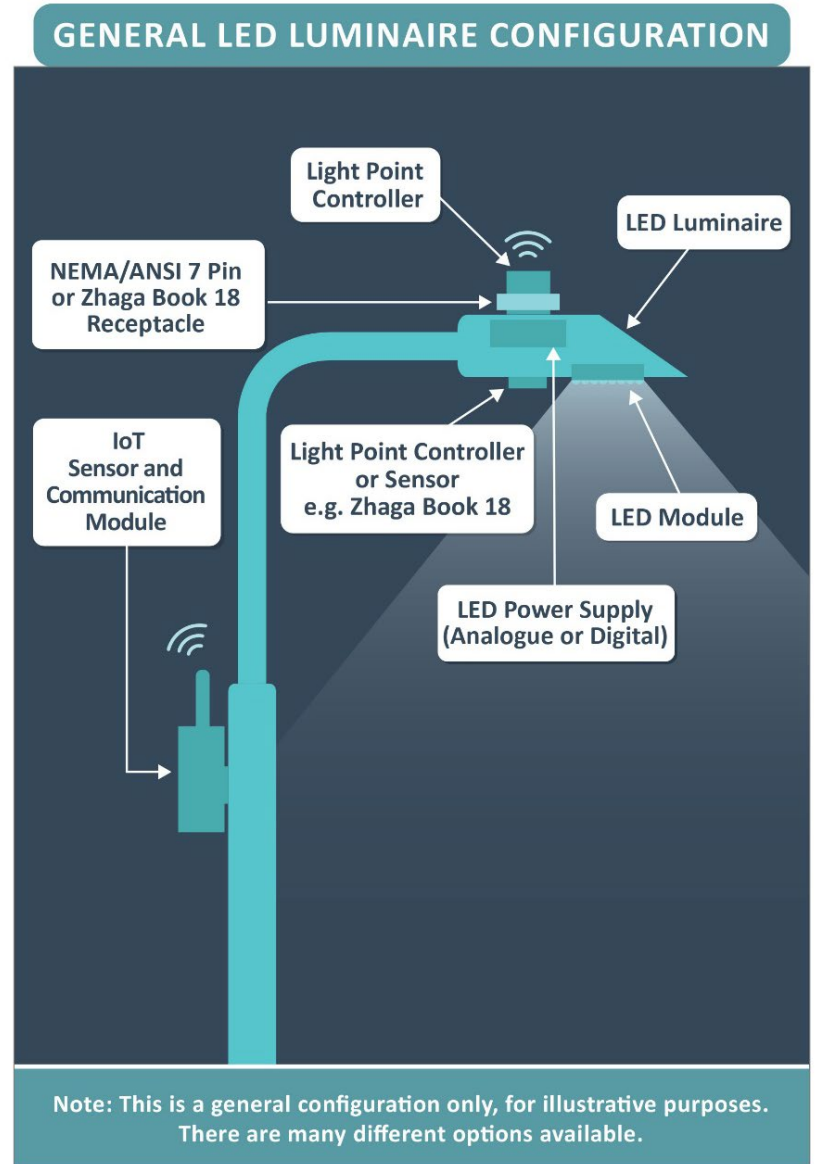 GENERAL LED LUMINAIRE CONFIGURATION
Light Point
Controller
LED Luminaire
NEMA/ANSI 7 Pin
or Zhaga Book 18
Receptacle
IoT
Sensor and
Communication
Module
Light Point Controller
or Sensor
e.g. Zhaga Book 18
LED Module
LED Power Supply
(Analogue or Digital)
Note: This is a general configuration only, for illustrative purposes.
There are many different options available.